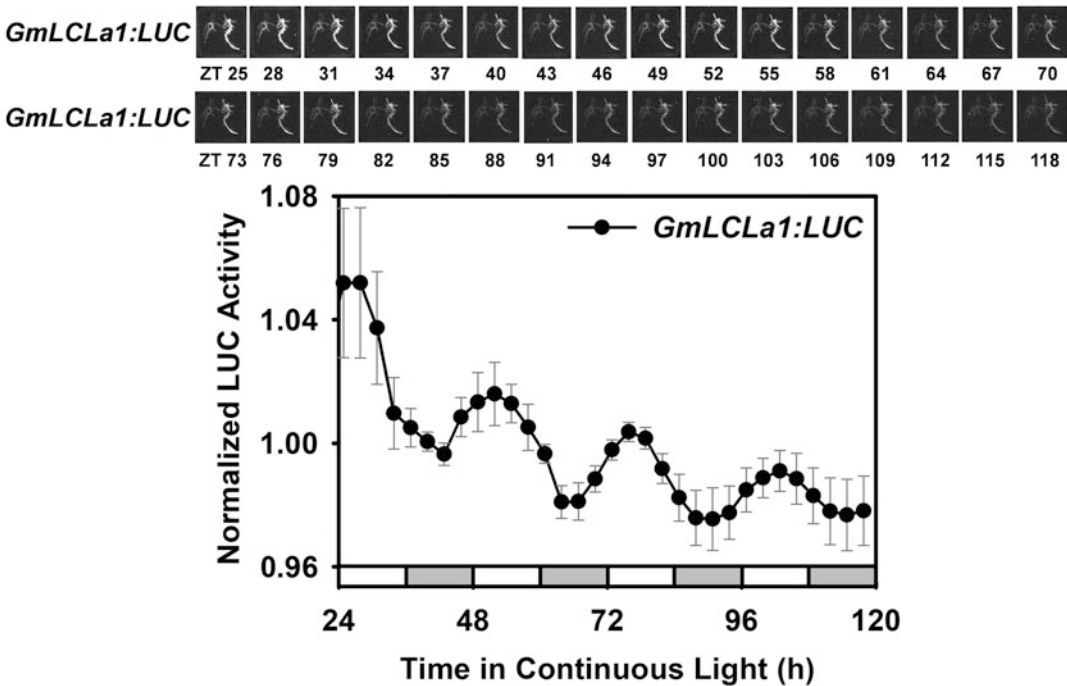 GmLCLa1:LUC
ZT 25 28 31 34 37 40 43 46 49 52 55 58 61 64 67 70
GmLCLa1:LUC
ZT 73 76 79 82 85 88 91 94 97 100 103 106 109 112 115 118
1.08
GmLCLa1:LUC
1.04
1.00
0.96
Normalized LUC Activity
24 48 72 96 120
Time in Continuous Light (h)